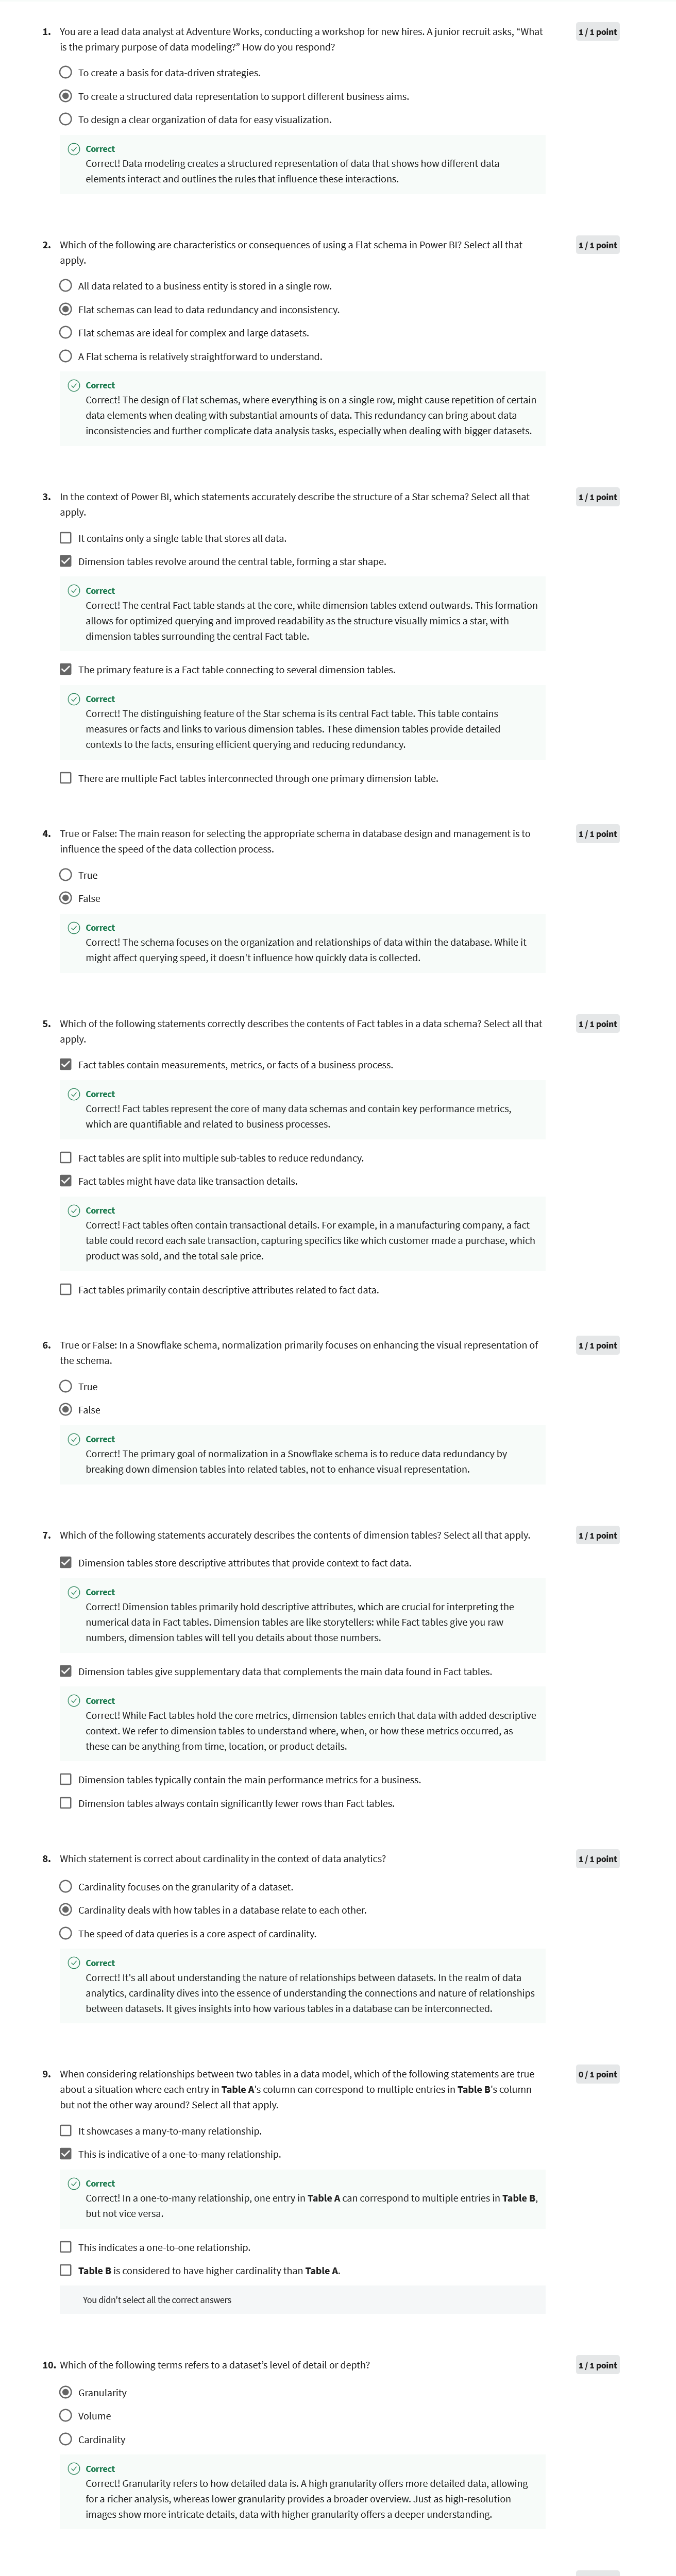 1. You are a lead data analyst at Adventure Works, conducting a workshop for new hires. A junior recruit asks, “What
is the primary purpose of data modeling?” How do you respond?
1 / 1 point
To create a basis for data-driven strategies.
To create a structured data representation to support different business aims.
To design a clear organization of data for easy visualization.
Correct
Correct! Data modeling creates a structured representation of data that shows how different data
elements interact and outlines the rules that influence these interactions.
2. Which of the following are characteristics or consequences of using a Flat schema in Power BI? Select all that
apply.
1 / 1 point
All data related to a business entity is stored in a single row.
Flat schemas can lead to data redundancy and inconsistency.
Flat schemas are ideal for complex and large datasets.
A Flat schema is relatively straightforward to understand.
Correct
Correct! The design of Flat schemas, where everything is on a single row, might cause repetition of certain
data elements when dealing with substantial amounts of data. This redundancy can bring about data
inconsistencies and further complicate data analysis tasks, especially when dealing with bigger datasets.
3. In the context of Power BI, which statements accurately describe the structure of a Star schema? Select all that
apply.
1 / 1 point
It contains only a single table that stores all data.
Dimension tables revolve around the central table, forming a star shape.
Correct
Correct! The central Fact table stands at the core, while dimension tables extend outwards. This formation
allows for optimized querying and improved readability as the structure visually mimics a star, with
dimension tables surrounding the central Fact table.
The primary feature is a Fact table connecting to several dimension tables.
Correct
Correct! The distinguishing feature of the Star schema is its central Fact table. This table contains
measures or facts and links to various dimension tables. These dimension tables provide detailed
contexts to the facts, ensuring efficient querying and reducing redundancy.
There are multiple Fact tables interconnected through one primary dimension table.
4. True or False: The main reason for selecting the appropriate schema in database design and management is to
influence the speed of the data collection process.
1 / 1 point
True
False
Correct
Correct! The schema focuses on the organization and relationships of data within the database. While it
might affect querying speed, it doesn't influence how quickly data is collected.
5. Which of the following statements correctly describes the contents of Fact tables in a data schema? Select all that
apply.
1 / 1 point
Fact tables contain measurements, metrics, or facts of a business process.
Correct
Correct! Fact tables represent the core of many data schemas and contain key performance metrics,
which are quantifiable and related to business processes.
Fact tables are split into multiple sub-tables to reduce redundancy.
Fact tables might have data like transaction details.
Correct
Correct! Fact tables often contain transactional details. For example, in a manufacturing company, a fact
table could record each sale transaction, capturing specifics like which customer made a purchase, which
product was sold, and the total sale price.
Fact tables primarily contain descriptive attributes related to fact data.
6. True or False: In a Snowflake schema, normalization primarily focuses on enhancing the visual representation of
the schema.
1 / 1 point
True
False
Correct
Correct! The primary goal of normalization in a Snowflake schema is to reduce data redundancy by
breaking down dimension tables into related tables, not to enhance visual representation.
7. Which of the following statements accurately describes the contents of dimension tables? Select all that apply.
1 / 1 point
Dimension tables store descriptive attributes that provide context to fact data.
Correct
Correct! Dimension tables primarily hold descriptive attributes, which are crucial for interpreting the
numerical data in Fact tables. Dimension tables are like storytellers: while Fact tables give you raw
numbers, dimension tables will tell you details about those numbers.
Dimension tables give supplementary data that complements the main data found in Fact tables.
Correct
Correct! While Fact tables hold the core metrics, dimension tables enrich that data with added descriptive
context. We refer to dimension tables to understand where, when, or how these metrics occurred, as
these can be anything from time, location, or product details.
Dimension tables typically contain the main performance metrics for a business.
Dimension tables always contain significantly fewer rows than Fact tables.
8. Which statement is correct about cardinality in the context of data analytics?
1 / 1 point
Cardinality focuses on the granularity of a dataset.
Cardinality deals with how tables in a database relate to each other.
The speed of data queries is a core aspect of cardinality.
Correct
Correct! It's all about understanding the nature of relationships between datasets. In the realm of data
analytics, cardinality dives into the essence of understanding the connections and nature of relationships
between datasets. It gives insights into how various tables in a database can be interconnected.
9. When considering relationships between two tables in a data model, which of the following statements are true
about a situation where each entry in Table A's column can correspond to multiple entries in Table B's column
but not the other way around? Select all that apply.
0 / 1 point
It showcases a many-to-many relationship.
This is indicative of a one-to-many relationship.
Correct
Correct! In a one-to-many relationship, one entry in Table A can correspond to multiple entries in Table B,
but not vice versa.
This indicates a one-to-one relationship.
Table B is considered to have higher cardinality than Table A.
You didn't select all the correct answers
10. Which of the following terms refers to a dataset's level of detail or depth?
1 / 1 point
Granularity
Volume
Cardinality
Correct
Correct! Granularity refers to how detailed data is. A high granularity offers more detailed data, allowing
for a richer analysis, whereas lower granularity provides a broader overview. Just as high-resolution
images show more intricate details, data with higher granularity offers a deeper understanding.